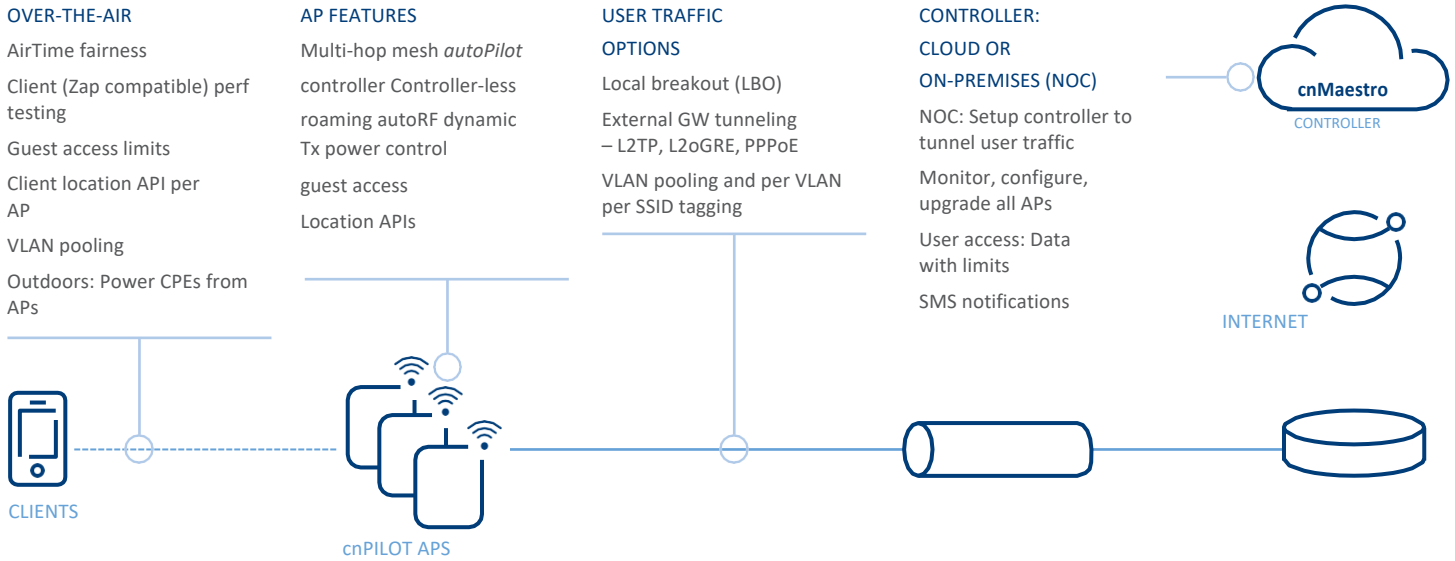 OVER-THE-AIR
AirTime fairness
Client (Zap compatible) perf
testing
Guest access limits
Client location API per
AP
VLAN pooling
Outdoors: Power CPEs from
APs
AP FEATURES
Multi-hop mesh autoPilot
controller Controller-less
roaming autoRF dynamic
Tx power control
guest access
Location APIs
USER TRAFFIC
OPTIONS
Local breakout (LBO)
External GW tunneling
– L2TP, L2oGRE, PPPoE
VLAN pooling and per VLAN
per SSID tagging
CONTROLLER:
CLOUD OR
ON-PREMISES (NOC)
NOC: Setup controller to
tunnel user traffic
Monitor, configure,
upgrade all APs
User access: Data
with limits
SMS notifications
cnMaestro
CONTROLLER
INTERNET
CLIENTS
cnPILOT APS